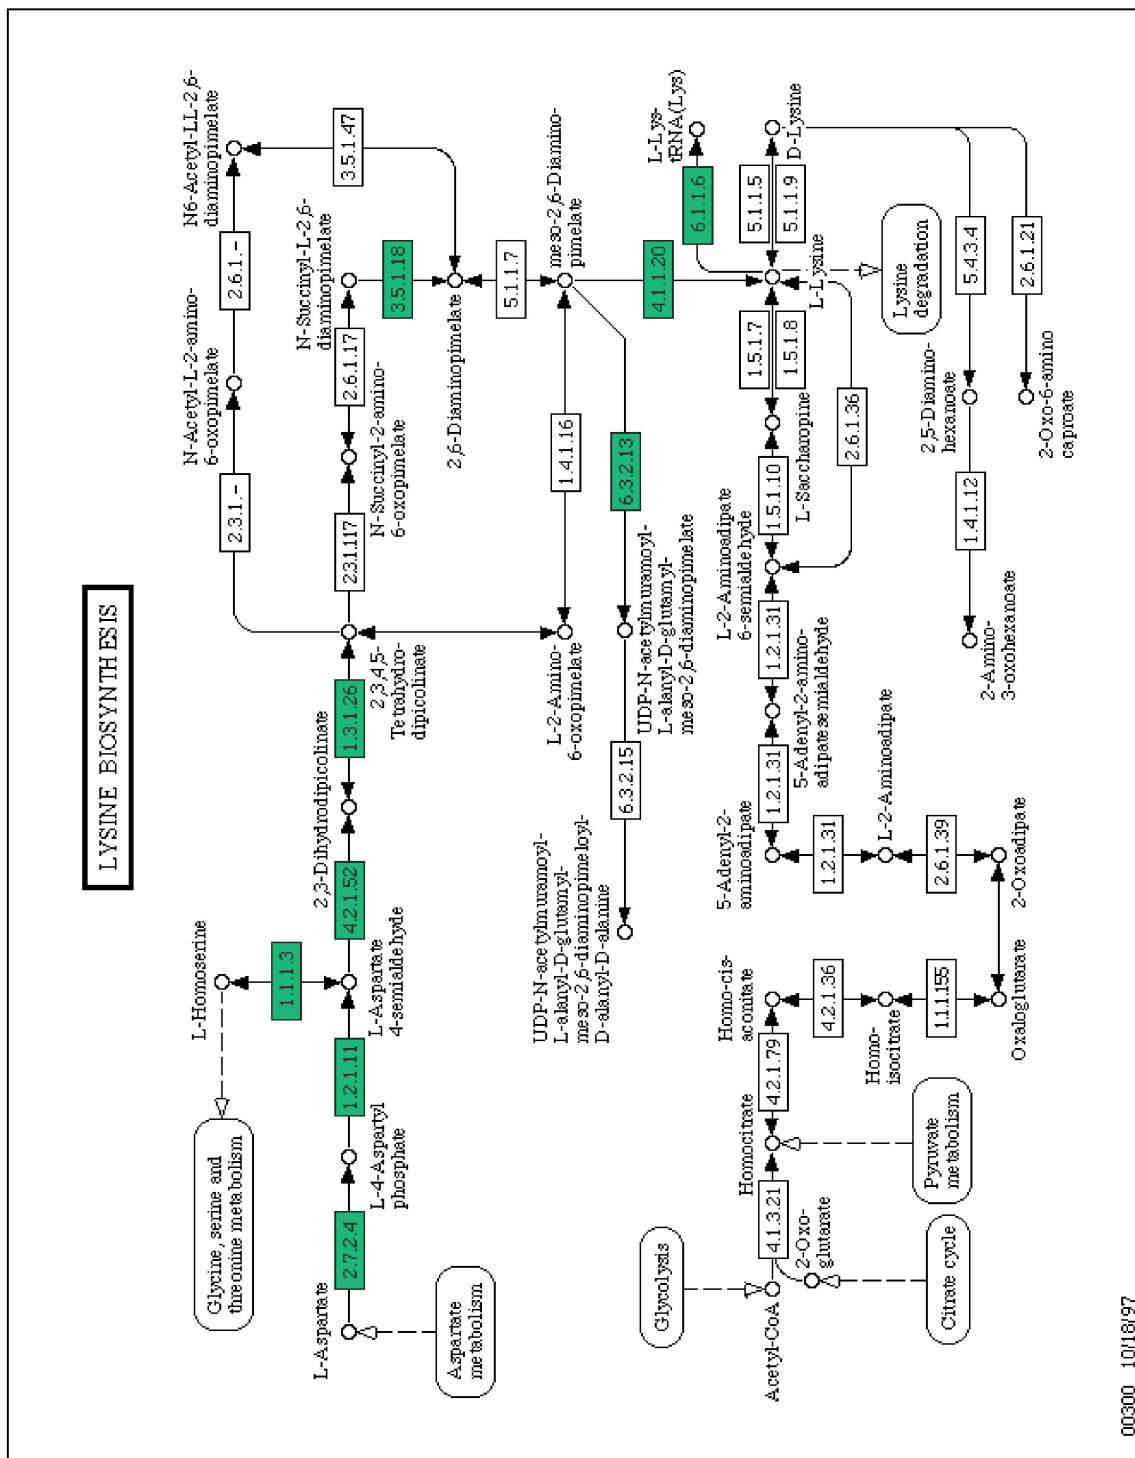 LYSINE BIOSYNTHESIS
Glycine, serine and
threonine metabolism
L-Homoserine
1.1.1.3
N-Acetyl-L-2-amino-
6-oxopimelate
N6-Acetyl-LL-2,6-
diaminopimelate
2.3.1.-
2.6.1.-
3.5.1.47
L-Aspartate
2.7.2.4
L-4-Aspartyl
phosphate
1.2.1.11
L-Aspartate
4-semialdehyde
4.2.1.52
2,3-Dihydrodipicolinate
1.3.1.26
2,3,4,5-
Tetrahydro-
dipicolinate
2.3.1.117
N-Succinyl-2-amino-
6-oxopimelate
2.6.1.17
N-Succinyl-L-2,6-
diaminopimelate
3.5.1.18
Aspartate
metabolism
2,6-Diaminopimelate
5.1.1.7
L-2-Amino-
6-oxopimelate
1.4.1.16
meso-2,6-Diamino-
pimelate
UDP-N-acetylmuramoyl-
L-alanyl-D-glutamyl-
meso-2,6-diaminopimeloyl-
D-alanyl-D-alanine
6.3.2.15
UDP-N-acetylmuramoyl-
L-alanyl-D-glutamyl-
meso-2,6-diaminopimelate
6.3.2.13
4.1.1.20
6.1.1.6
L-Lys-
tRNA(Lys)
Glycolysis
Acetyl-CoA
4.1.3.21
2-Oxo-
glutarate
Homocitrate
4.2.1.79
Homo-cis-
aconitate
4.2.1.36
Homo-
isocitrate
1.1.1.155
Oxaloglutarate
5-Adenyl-2-
aminoadipate
1.2.1.31
5-Adenyl-2-amino-
adipatesemialdehyde
1.2.1.31
L-2-Aminoadipate
6-semialdehyde
1.5.1.10
L-Saccharopine
1.5.1.7
1.5.1.8
L-Lysine
5.1.1.5
5.1.1.9
D-Lysine
1.2.1.31
L-2-Aminoadipate
2.6.1.39
2-Oxoadipate
2.6.1.36
Lysine
degradation
Citrate cycle
Pyruvate
metabolism
2-Amino-
3-oxohexanoate
1.4.1.12
2,5-Diamino-
hexanoate
5.4.3.4
2-Oxo-6-amino
caproate
2.6.1.21
00300 10/18/97